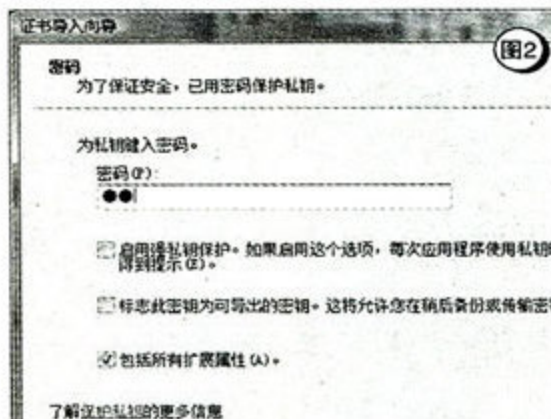 证书导入向导
图2
密码
为了保证安全，已用密码保护私钥。
为私钥键入密码。
密码(P):
启用强私钥保护。如果启用这个选项，每次应用程序使用私钥
得到提示(E)。
标志此密钥为可导出的密钥。这将允许您在稍后备份或传输密
包括所有扩展属性(A)。
了解保护私钥的更多信息